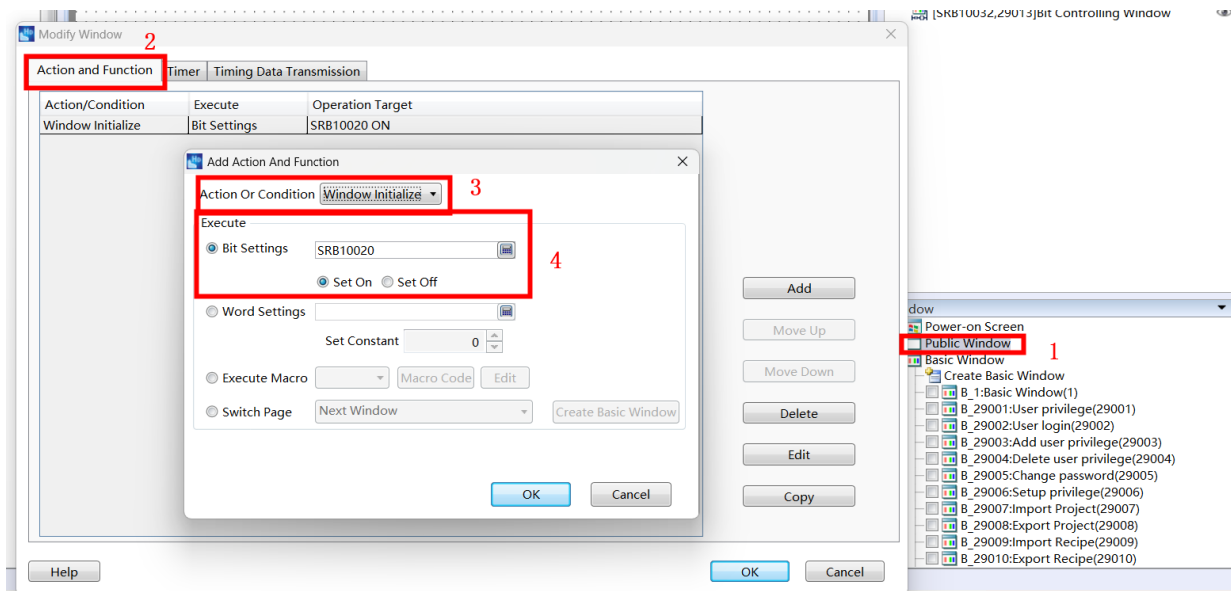 [SRB10032,29013]Bit Controlling Window
Modify Window
2
Action and Function
Timer
Timing Data Transmission
Action/Condition Execute Operation Target
Window Initialize Bit Settings SRB10020 ON
Add Action And Function
Action Or Condition Window Initialize
3
Execute
Bit Settings SRB10020
4
Set On Set Off
Word Settings
Set Constant 0
Execute Macro Macro Code Edit
Switch Page Next Window Create Basic Window
OK Cancel
Add
Move Up
Move Down
Delete
Edit
Copy
Help
OK Cancel
dow
Power-on Screen
Public Window
1
Basic Window
Create Basic Window
B_1:Basic Window(1)
B_29001:User privilege(29001)
B_29002:User login(29002)
B_29003:Add user privilege(29003)
B_29004:Delete user privilege(29004)
B_29005:Change password(29005)
B_29006:Setup privilege(29006)
B_29007:Import Project(29007)
B_29008:Export Project(29008)
B_29009:Import Recipe(29009)
B_29010:Export Recipe(29010)